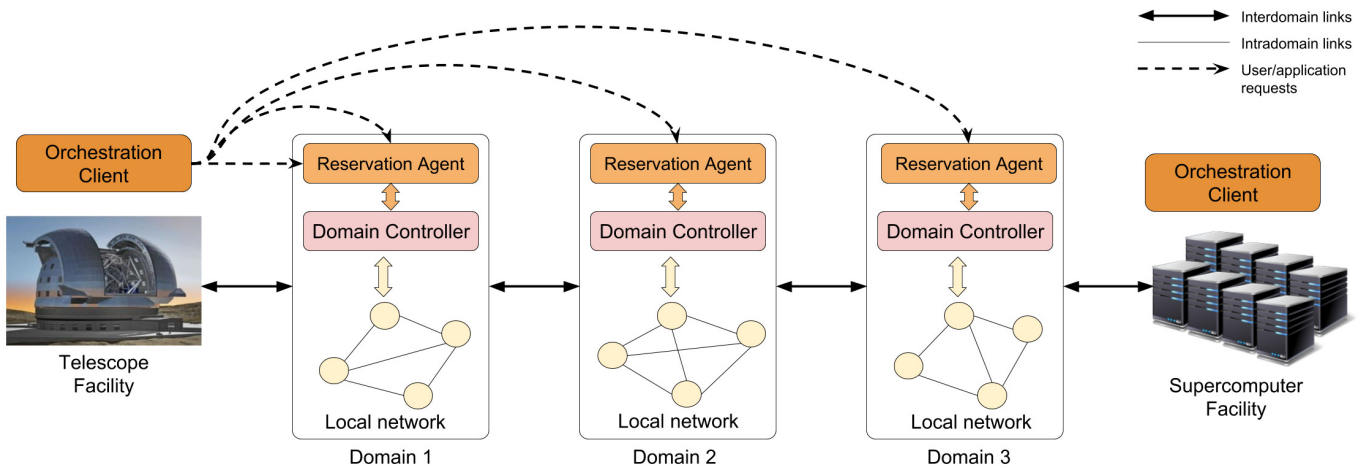 Interdomain links
Intradomain links
User/application
requests
Orchestration
Client
Reservation Agent
Domain Controller
Local network
Domain 1
Reservation Agent
Domain Controller
Local network
Domain 2
Reservation Agent
Domain Controller
Local network
Domain 3
Orchestration
Client
Telescope
Facility
Supercomputer
Facility